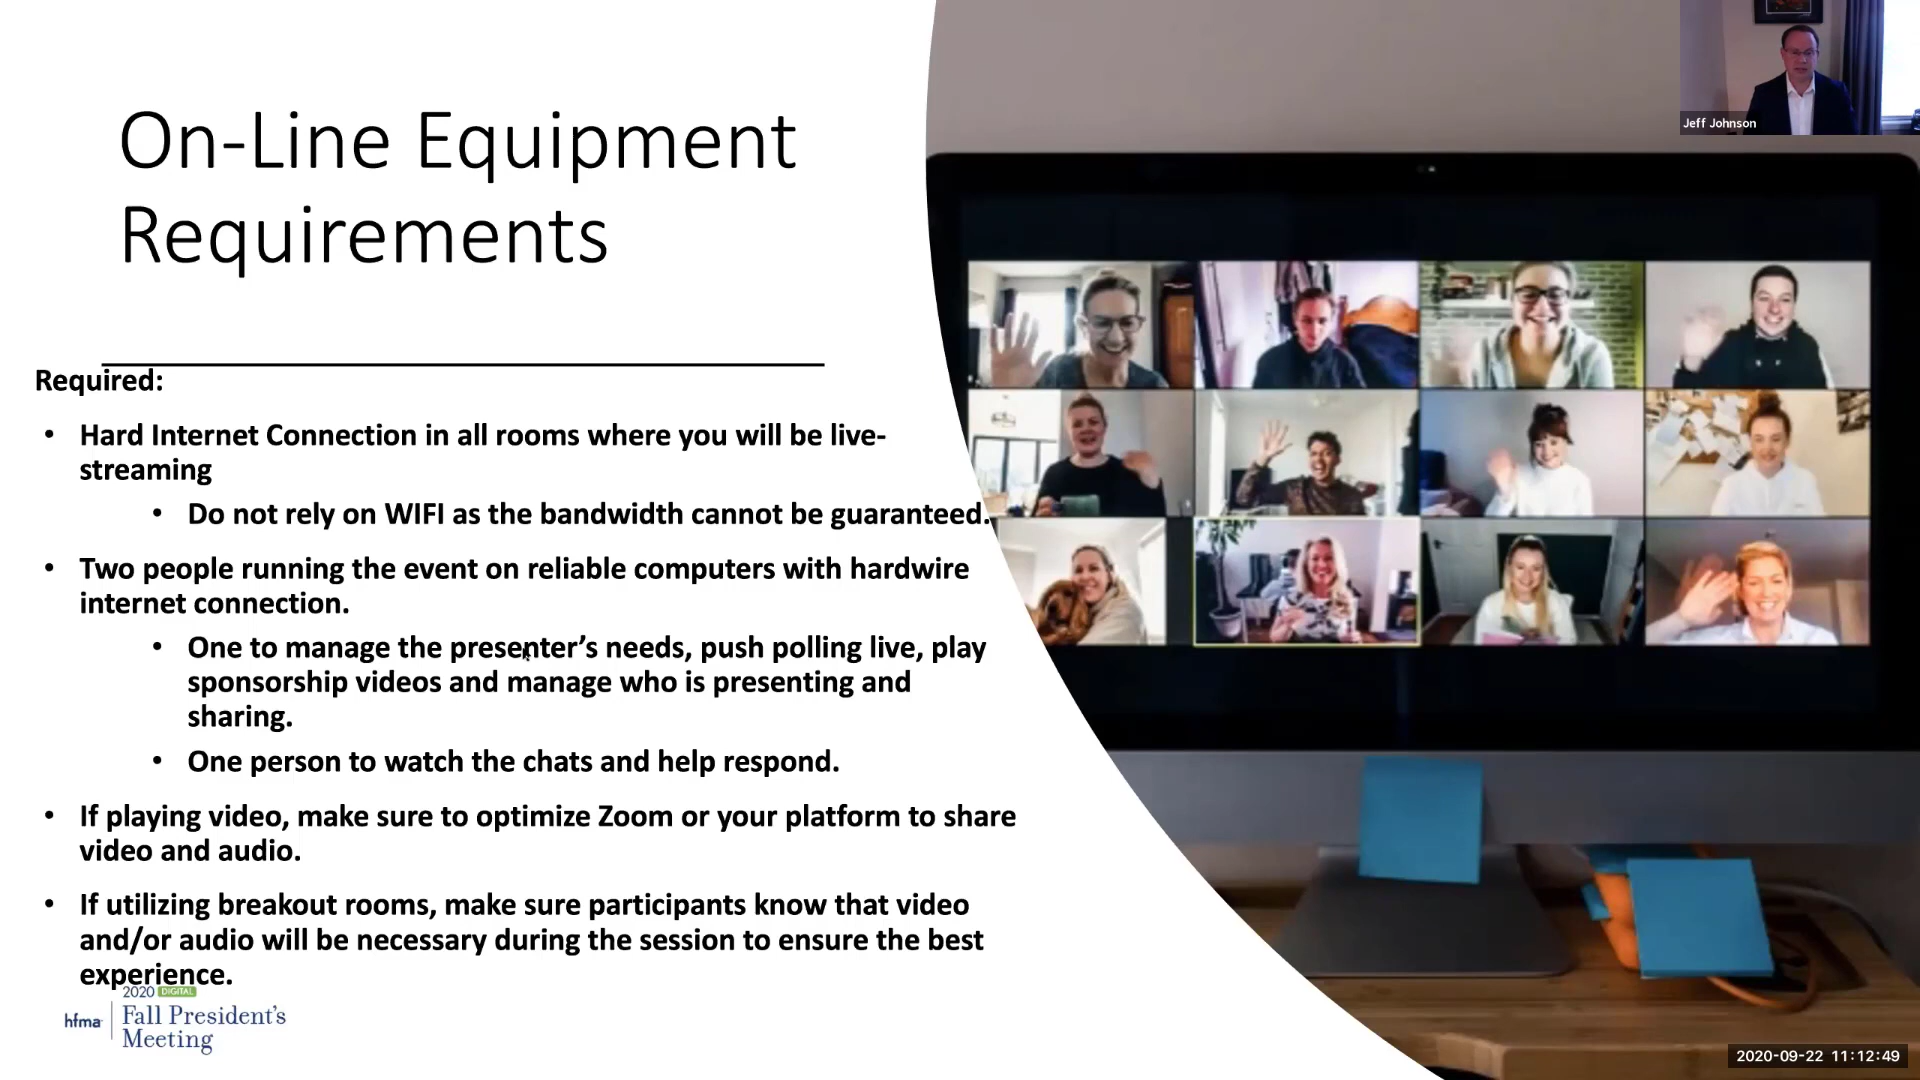 On-Line Equipment
Requirements
Required:
• Hard Internet Connection in all rooms where you will be live-
streaming
• Do not rely on WIFI as the bandwidth cannot be guaranteed.
• Two people running the event on reliable computers with hardwire
internet connection.
• One to manage the presenter’s needs, push polling live, play
sponsorship videos and manage who is presenting and
sharing.
• One person to watch the chats and help respond.
• If playing video, make sure to optimize Zoom or your platform to share
video and audio.
• If utilizing breakout rooms, make sure participants know that video
and/or audio will be necessary during the session to ensure the best
experience.
2020 DIGITAL
hfma
Fall President’s
Meeting
Jeff Johnson
2020-09-22 11:12:49